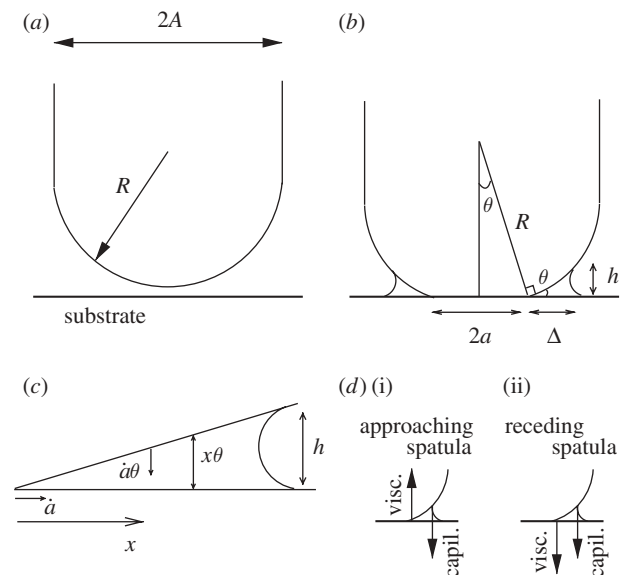 (a)
2A
R
substrate
(b)
θ
R
θ
h
2a
Δ
(c)
ȧθ
xθ
h
ȧ
x
(d) (i)
approaching
spatula
visc.
capil.
(ii)
receding
spatula
visc.
capil.